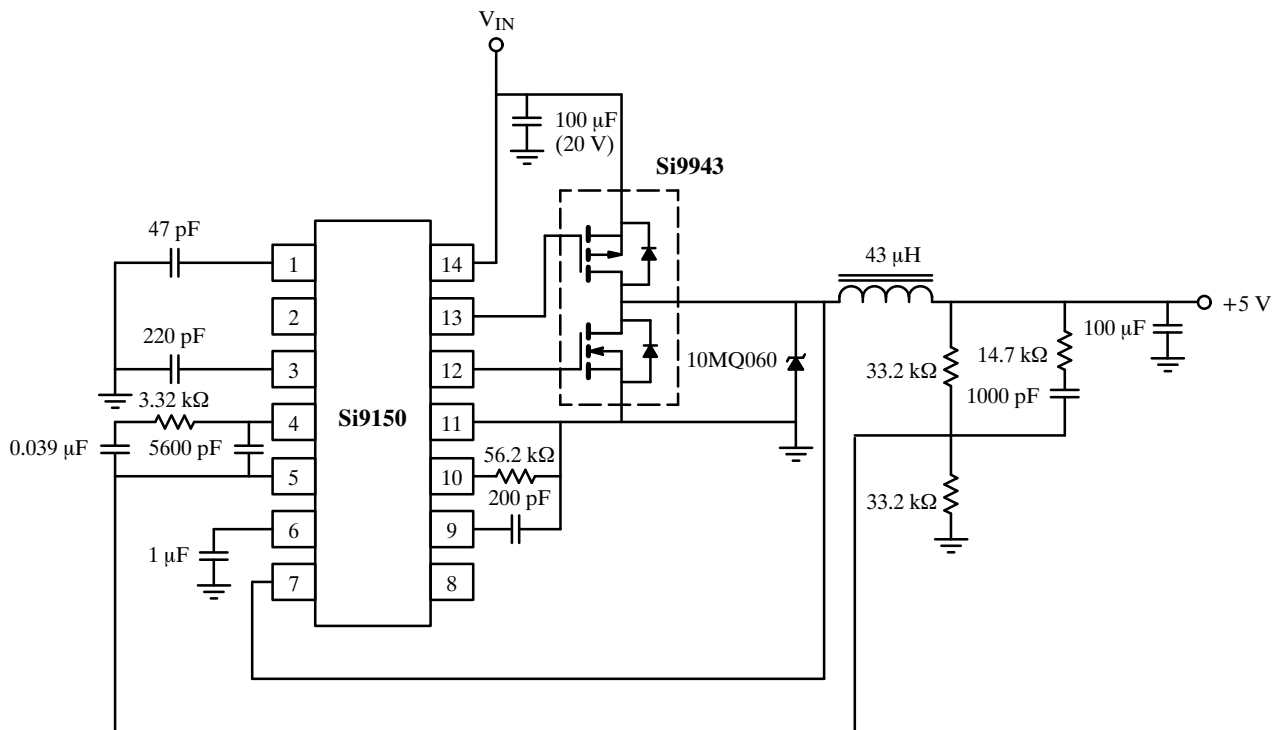 VIN
100 µF
(20 V)
Si9943
47 pF
1
14
43 µH
2
13
+5 V
220 pF
100 µF
14.7 kΩ
10MQ060
33.2 kΩ
3
12
1000 pF
3.32 kΩ
Si9150
4
11
0.039 µF
5600 pF
56.2 kΩ
5
10
200 pF
33.2 kΩ
6
9
1 µF
7
8